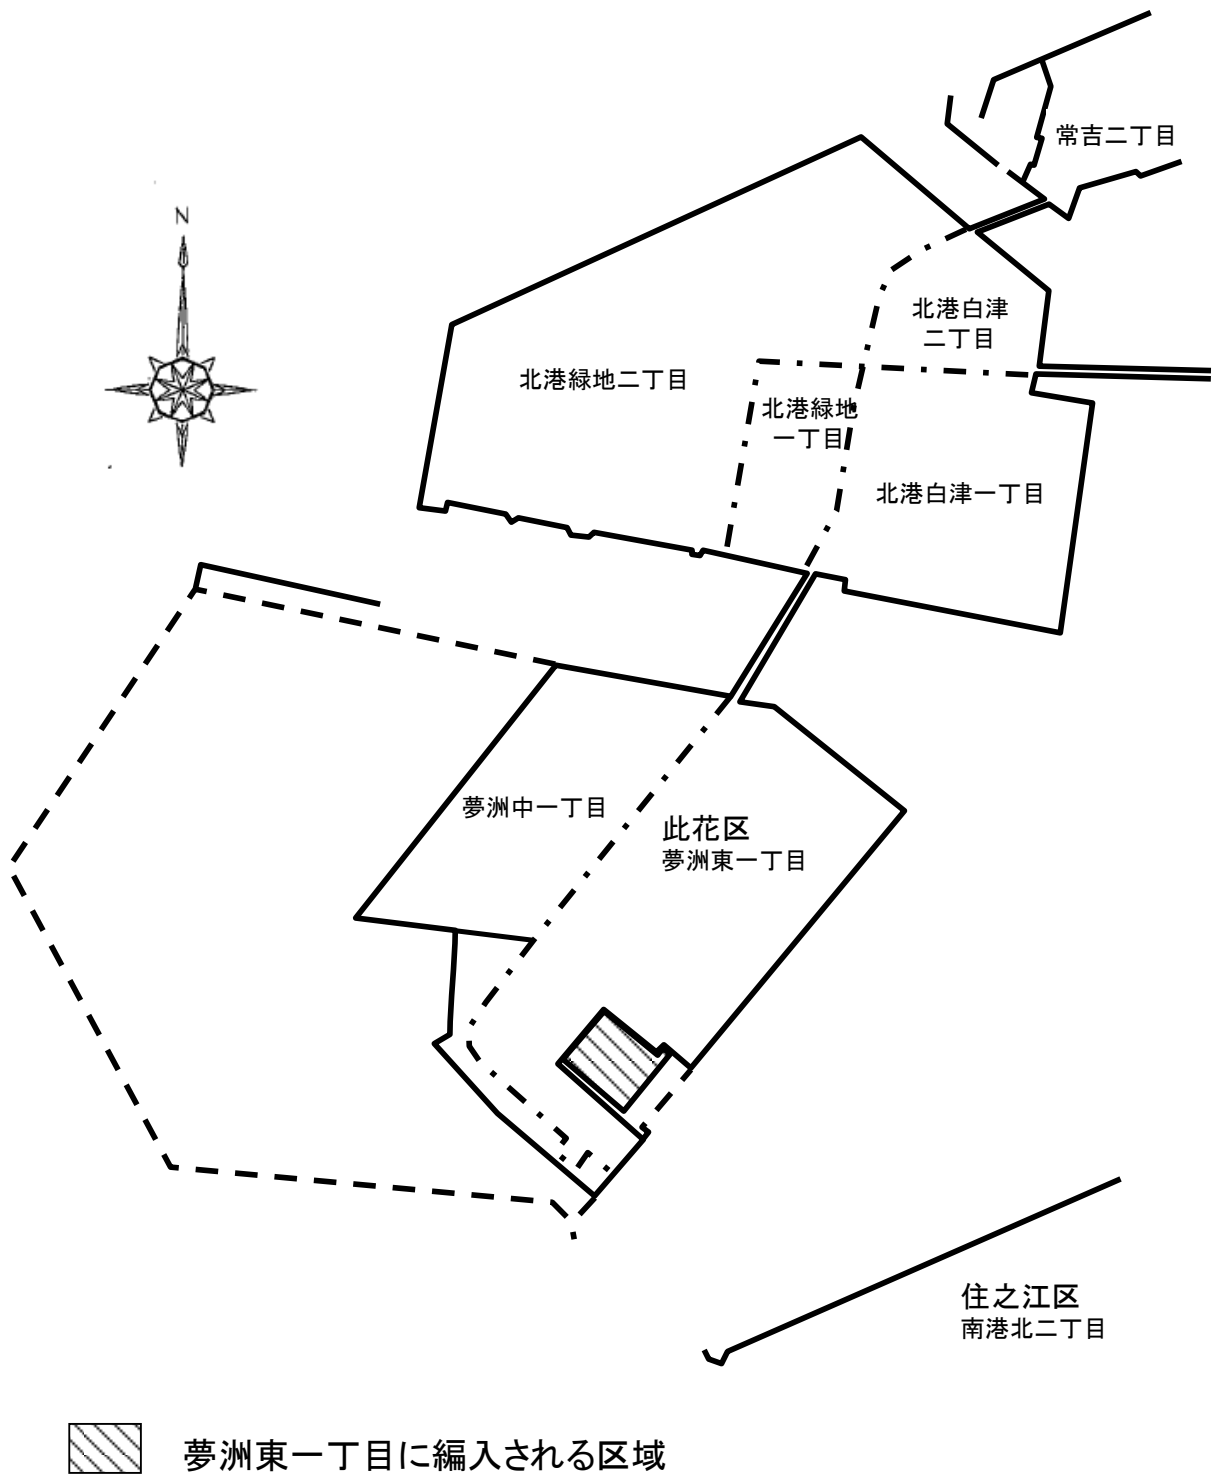 常吉二丁目
N
北港白津
二丁目
北港緑地二丁目
北港緑地
一丁目
北港白津一丁目
夢洲中一丁目
此花区
夢洲東一丁目
住之江区
南港北二丁目
夢洲東一丁目に編入される区域